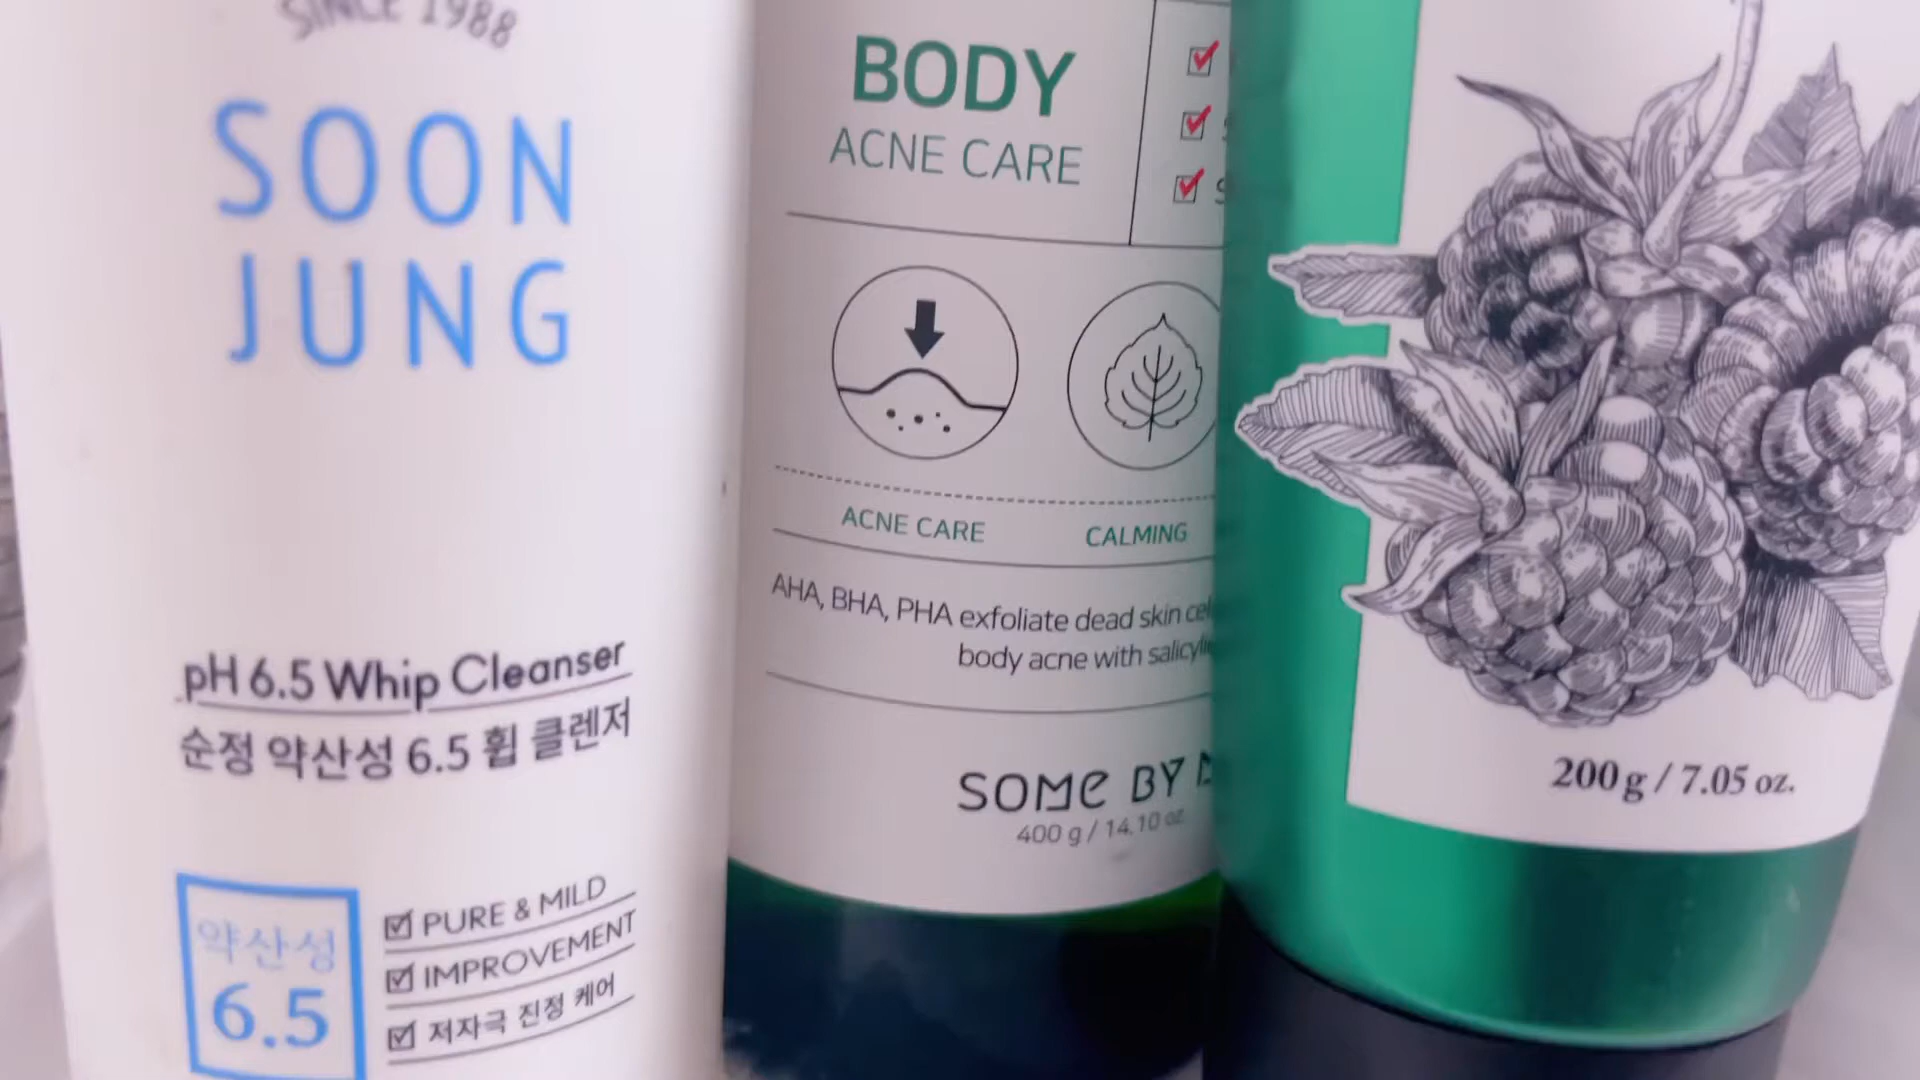 SINCE 1988
SOON
JUNG
pH 6.5 Whip Cleanser
순정 약산성 6.5 휩 클렌저
약산성
6.5
PURE & MILD
IMPROVEMENT
저자극 진정 케어
BODY
ACNE CARE
ACNE CARE
CALMING
AHA, BHA, PHA exfoliate dead skin
body acne with
SOME BY
400 g / 14.10 oz.
200 g / 7.05 oz.